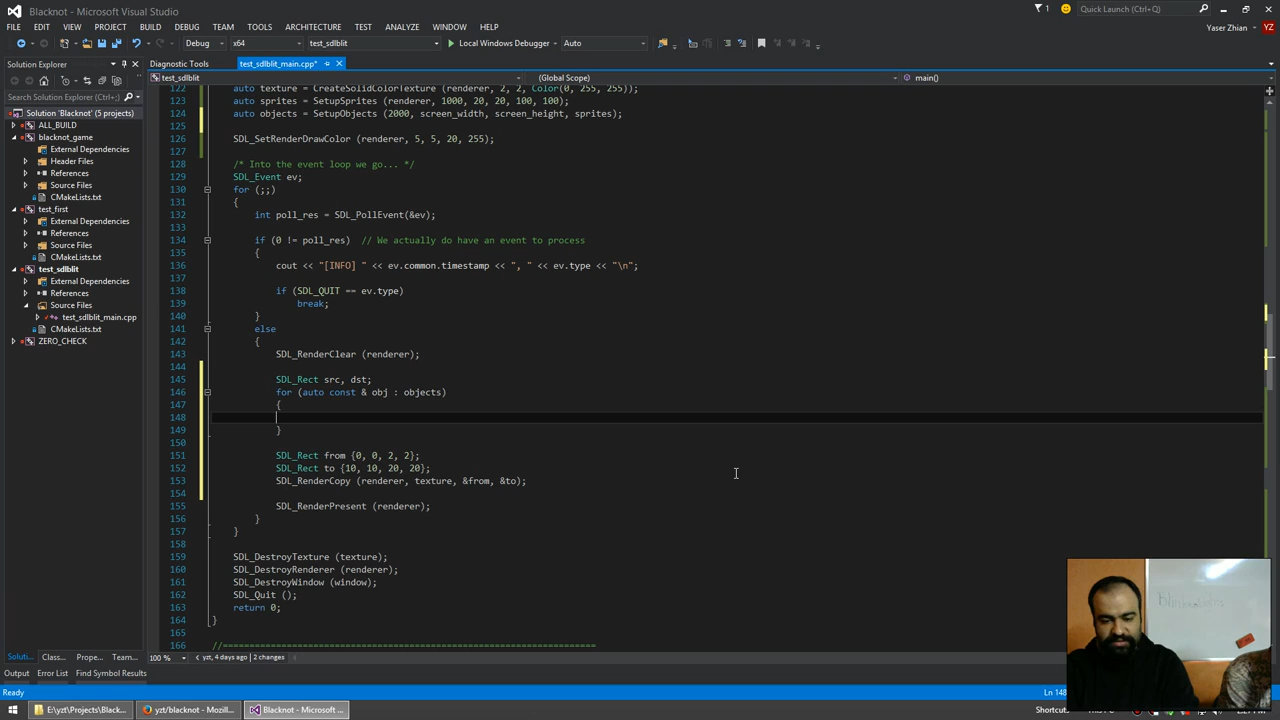 Blacknot - Microsoft Visual Studio
1
Quick Launch (Ctrl+Q)
FILE EDIT VIEW PROJECT BUILD DEBUG TEAM TOOLS ARCHITECTURE TEST ANALYZE WINDOW HELP
Yaser Zhian YZ
Debug x64 test_sdlblit Local Windows Debugger Auto
Solution Explorer
Diagnostic Tools test_sdlblit_main.cpp*
test_sdlblit (Global Scope) main()
Search Solution Explorer (Ctrl+;)
Solution 'Blacknot' (5 projects)
ALL_BUILD
blacknot_game
External Dependencies
Header Files
References
Source Files
CMakeLists.txt
test_first
External Dependencies
References
Source Files
CMakeLists.txt
test_sdlblit
External Dependencies
References
Source Files
test_sdlblit_main.cpp
CMakeLists.txt
ZERO_CHECK
122 auto texture = CreateSolidColorTexture (renderer, 2, 2, Color(0, 255, 255));
123 auto sprites = SetupSprites (renderer, 1000, 20, 20, 100, 100);
124 auto objects = SetupObjects (2000, screen_width, screen_height, sprites);
125
126 SDL_SetRenderDrawColor (renderer, 5, 5, 20, 255);
127
128 /* Into the event loop we go... */
129 SDL_Event ev;
130 for (;;)
131 {
132 int poll_res = SDL_PollEvent(&ev);
133
134 if (0 != poll_res) // We actually do have an event to process
135 {
136 cout << "[INFO] " << ev.common.timestamp << ", " << ev.type << "\n";
137
138 if (SDL_QUIT == ev.type)
139 break;
140 }
141 else
142 {
143 SDL_RenderClear (renderer);
144
145 SDL_Rect src, dst;
146 for (auto const & obj : objects)
147 {
148
149 }
150
151 SDL_Rect from {0, 0, 2, 2};
152 SDL_Rect to {10, 10, 20, 20};
153 SDL_RenderCopy (renderer, texture, &from, &to);
154
155 SDL_RenderPresent (renderer);
156 }
157 }
158
159 SDL_DestroyTexture (texture);
160 SDL_DestroyRenderer (renderer);
161 SDL_DestroyWindow (window);
162 SDL_Quit ();
163 return 0;
164 }
165
166 //==============================================================
Soluti... Class... Prope... Team...
100 % yzt, 4 days ago | 2 changes
Output Error List Find Symbol Results
Ready
Ln 148
E:\yzt\Projects\Black... yzt/blacknot - Mozill... Blacknot - Microsoft ...
Shortcuts